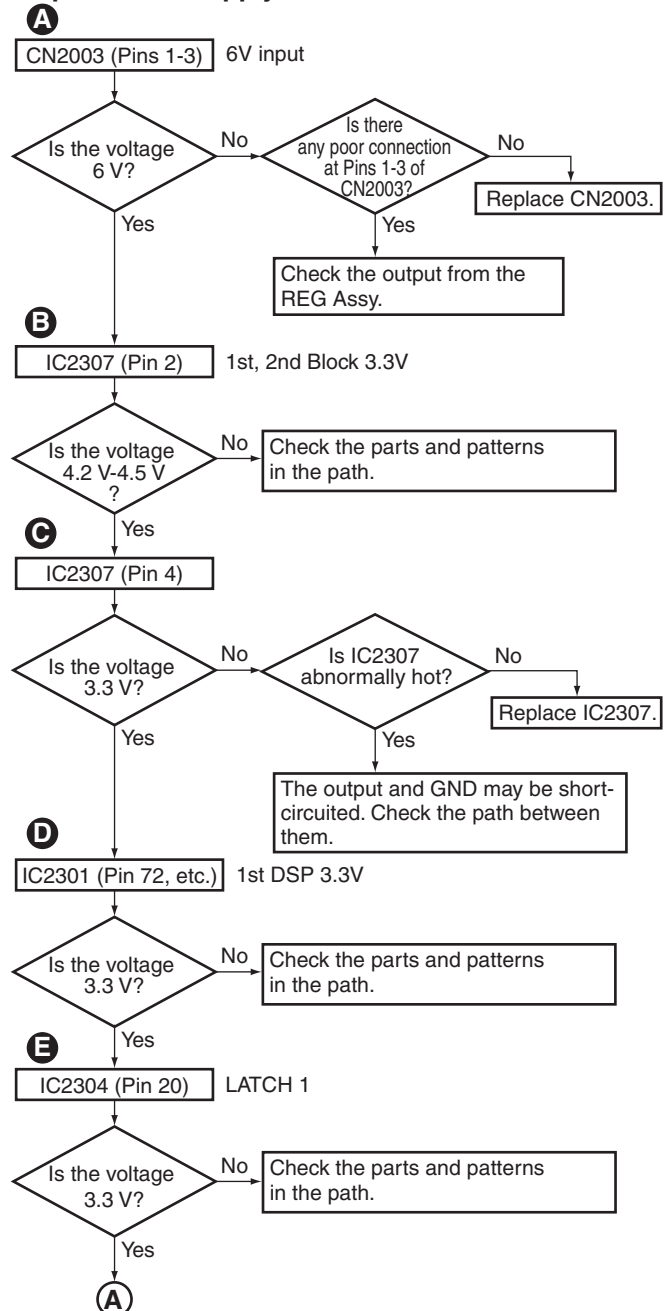 A
CN2003 (Pins 1-3) 6V input
Is the voltage
6 V?
No
Is there
any poor connection
at Pins 1-3 of
CN2003?
No
Replace CN2003.
Yes
Yes
Check the output from the
REG Assy.
B
IC2307 (Pin 2) 1st, 2nd Block 3.3V
Is the voltage
4.2 V-4.5 V
?
No
Check the parts and patterns
in the path.
Yes
C
IC2307 (Pin 4)
Is the voltage
3.3 V?
No
Is IC2307
abnormally hot?
No
Replace IC2307.
Yes
Yes
The output and GND may be short-
circuited. Check the path between
them.
D
IC2301 (Pin 72, etc.) 1st DSP 3.3V
Is the voltage
3.3 V?
No
Check the parts and patterns
in the path.
Yes
E
IC2304 (Pin 20) LATCH 1
Is the voltage
3.3 V?
No
Check the parts and patterns
in the path.
Yes
A